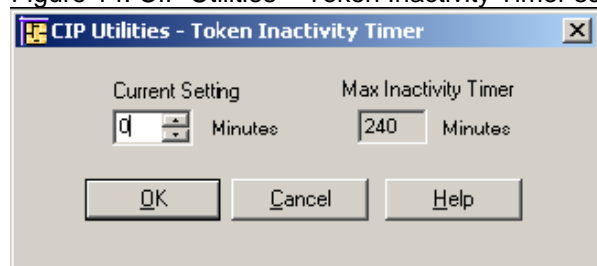 CIP Utilities - Token Inactivity Timer
Current Setting Max Inactivity Timer
0 Minutes 240 Minutes
OK Cancel Help